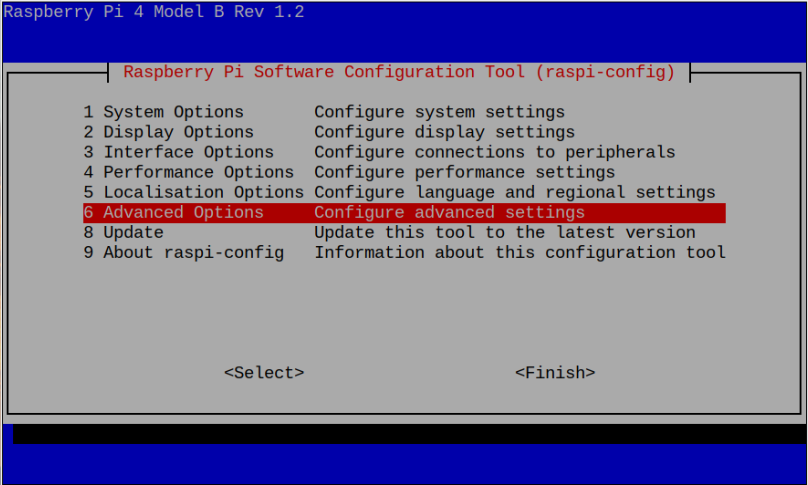 Raspberry Pi 4 Model B Rev 1.2
Raspberry Pi Software Configuration Tool (raspi-config)
1 System Options Configure system settings
2 Display Options Configure display settings
3 Interface Options Configure connections to peripherals
4 Performance Options Configure performance settings
5 Localisation Options Configure language and regional settings
6 Advanced Options Configure advanced settings
8 Update Update this tool to the latest version
9 About raspi-config Information about this configuration tool
<Select> <Finish>